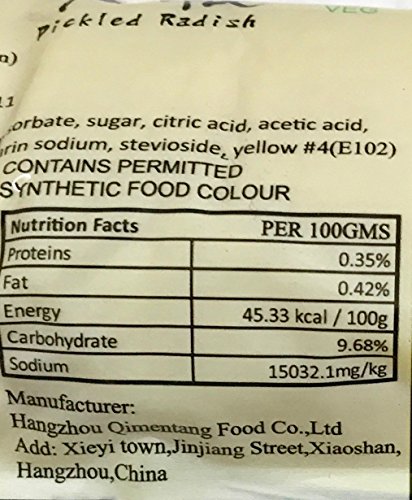 Pickled Radish
VEG
sugar, citric acid, acetic acid,
sodium, stevioside, yellow #4(E102)
CONTAINS PERMITTED
SYNTHETIC FOOD COLOUR
Nutrition Facts PER 100GMS
Proteins 0.35%
Fat 0.42%
Energy 45.33 kcal / 100g
Carbohydrate 9.68%
Sodium 15032.1mg/kg
Manufacturer:
Hangzhou Qimentang Food Co.,Ltd
Add: Xieyi town,Jinjiang Street,Xiaoshan,
Hangzhou,China